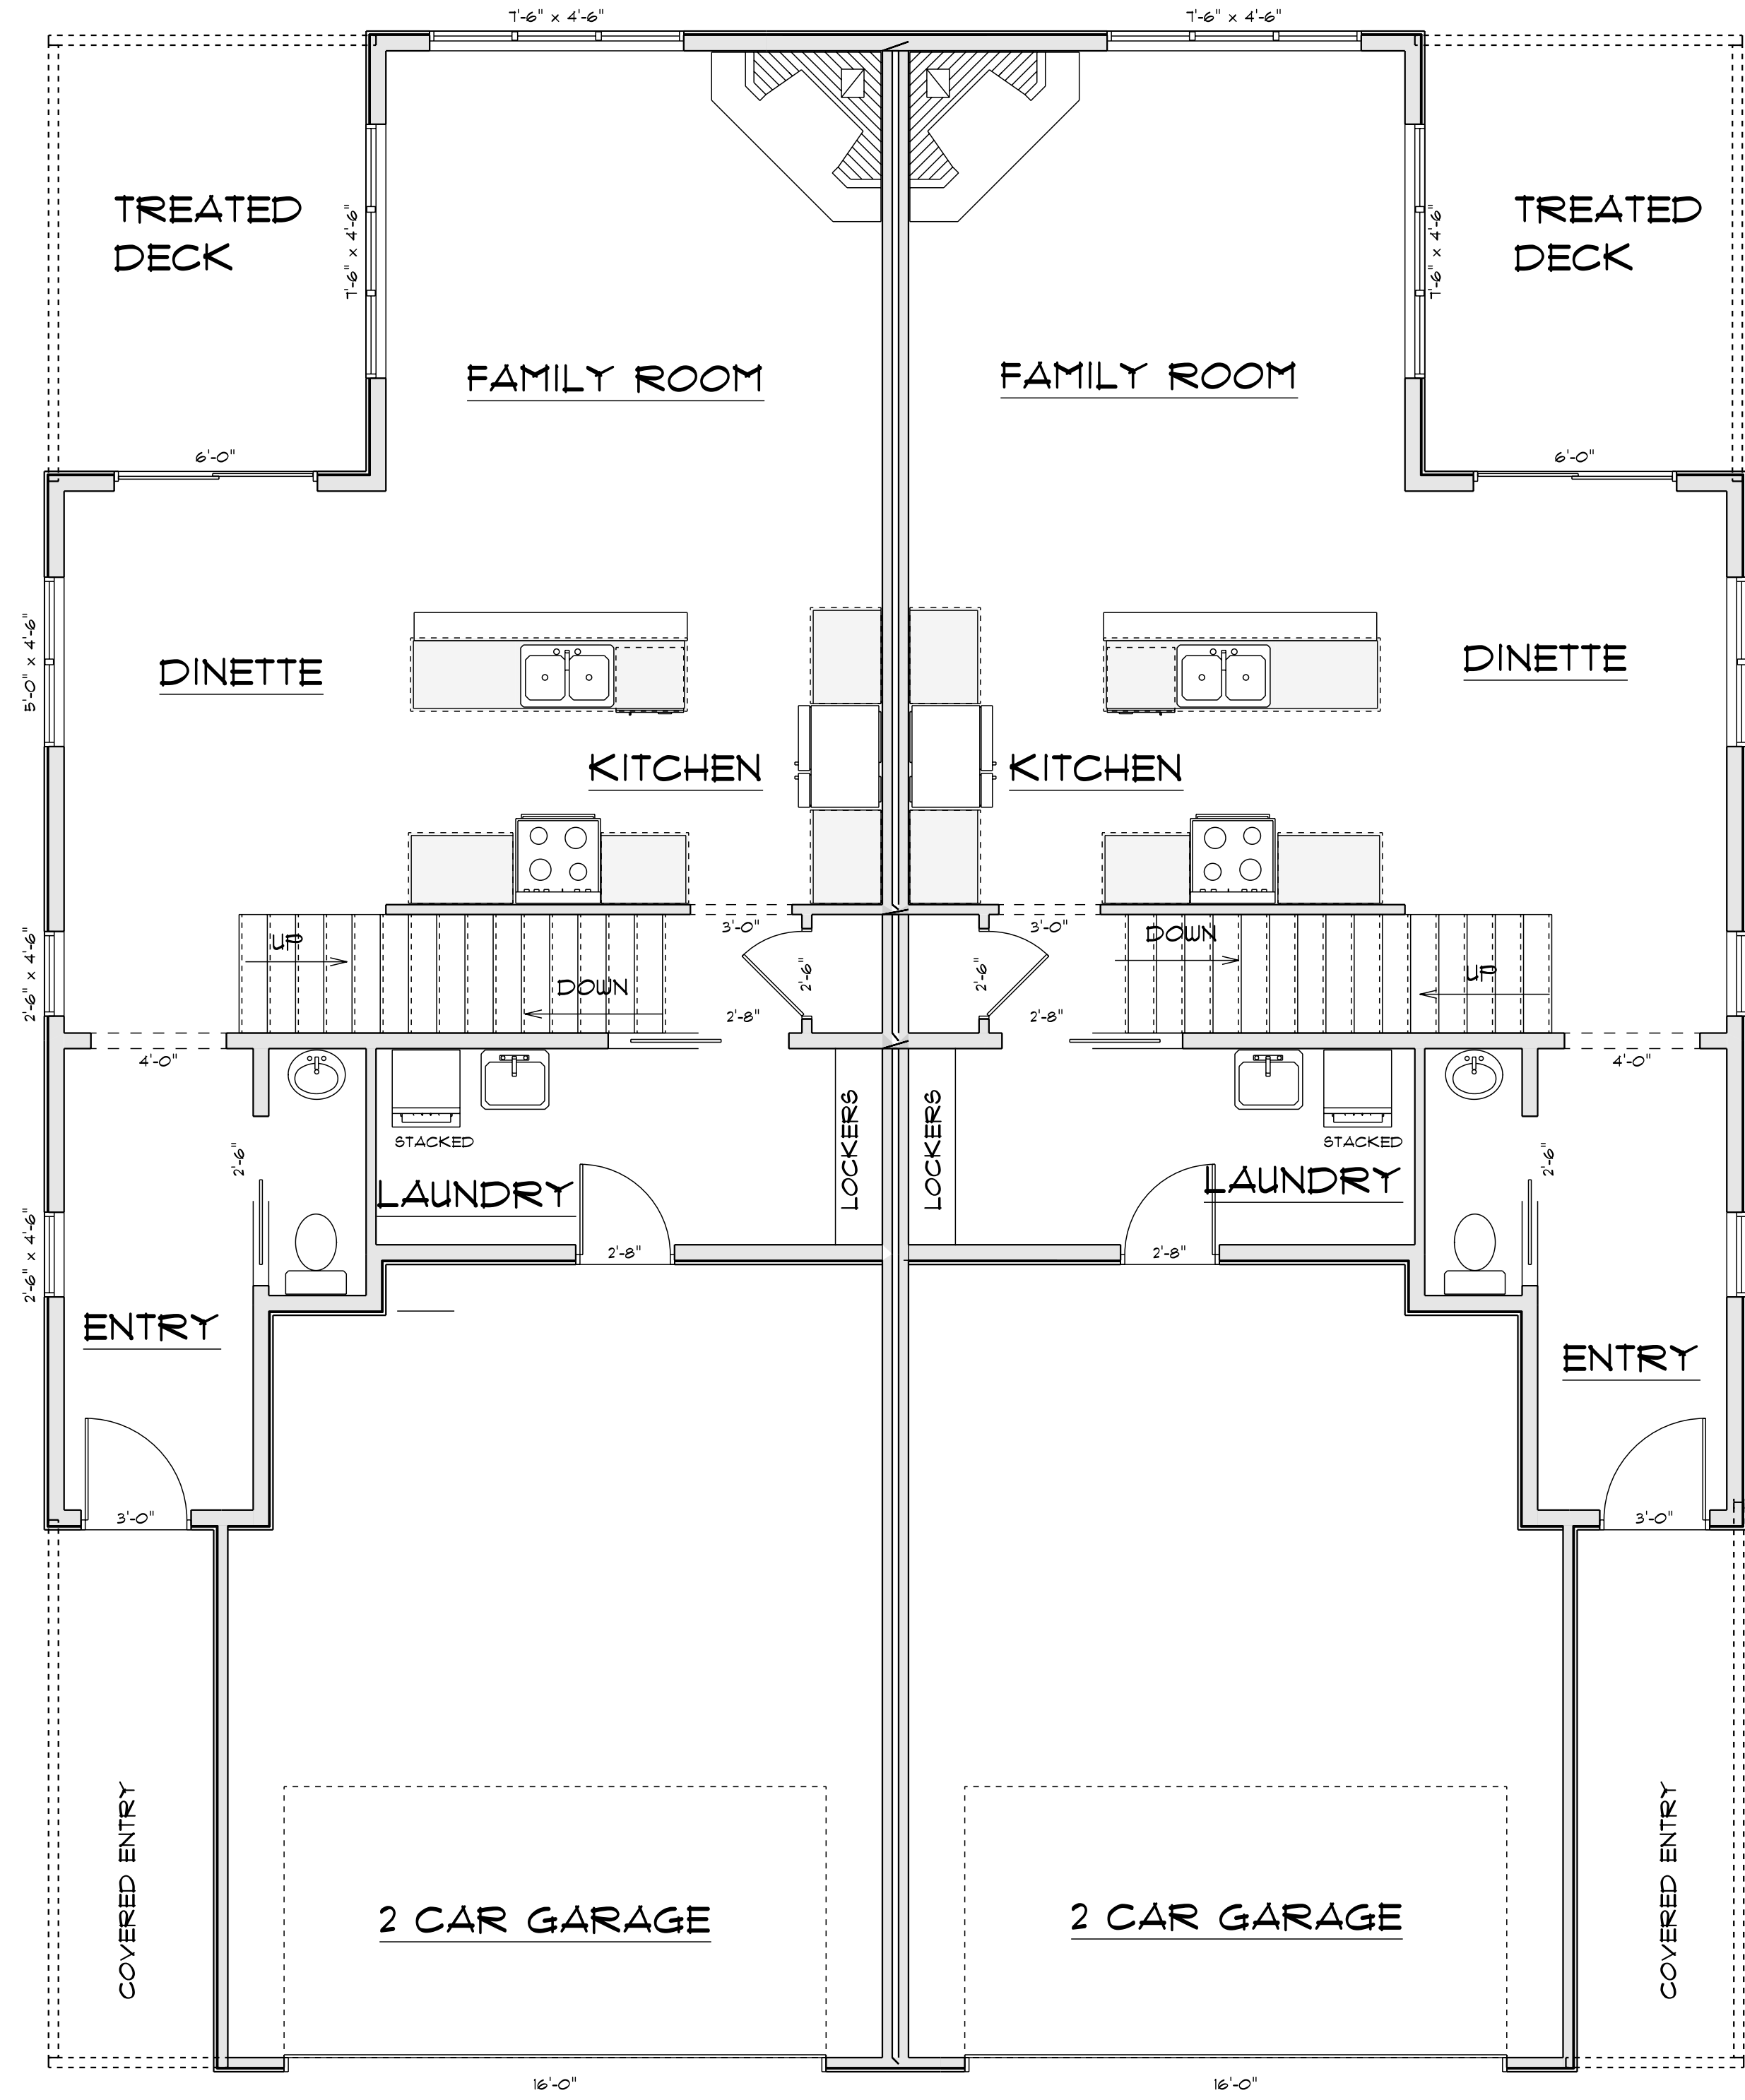 7'-6" x 4'-6"
7'-6" x 4'-6"
TREATED
DECK
7'-6" x 4'-6"
7'-6" x 4'-6"
TREATED
DECK
FAMILY ROOM
FAMILY ROOM
6'-0"
6'-0"
5'-0" x 4'-6"
DINETTE
DINETTE
KITCHEN
KITCHEN
3'-0"
3'-0"
UP
DOWN
2'-6" x 4'-6"
2'-6"
2'-6"
DOWN
UP
2'-8"
2'-8"
4'-0"
4'-0"
STACKED
STACKED
LOCKERS
LOCKERS
2'-6"
2'-6"
LAUNDRY
LAUNDRY
2'-6" x 4'-6"
2'-8"
2'-8"
ENTRY
ENTRY
3'-0"
3'-0"
COVERED ENTRY
COVERED ENTRY
2 CAR GARAGE
2 CAR GARAGE
16'-0"
16'-0"